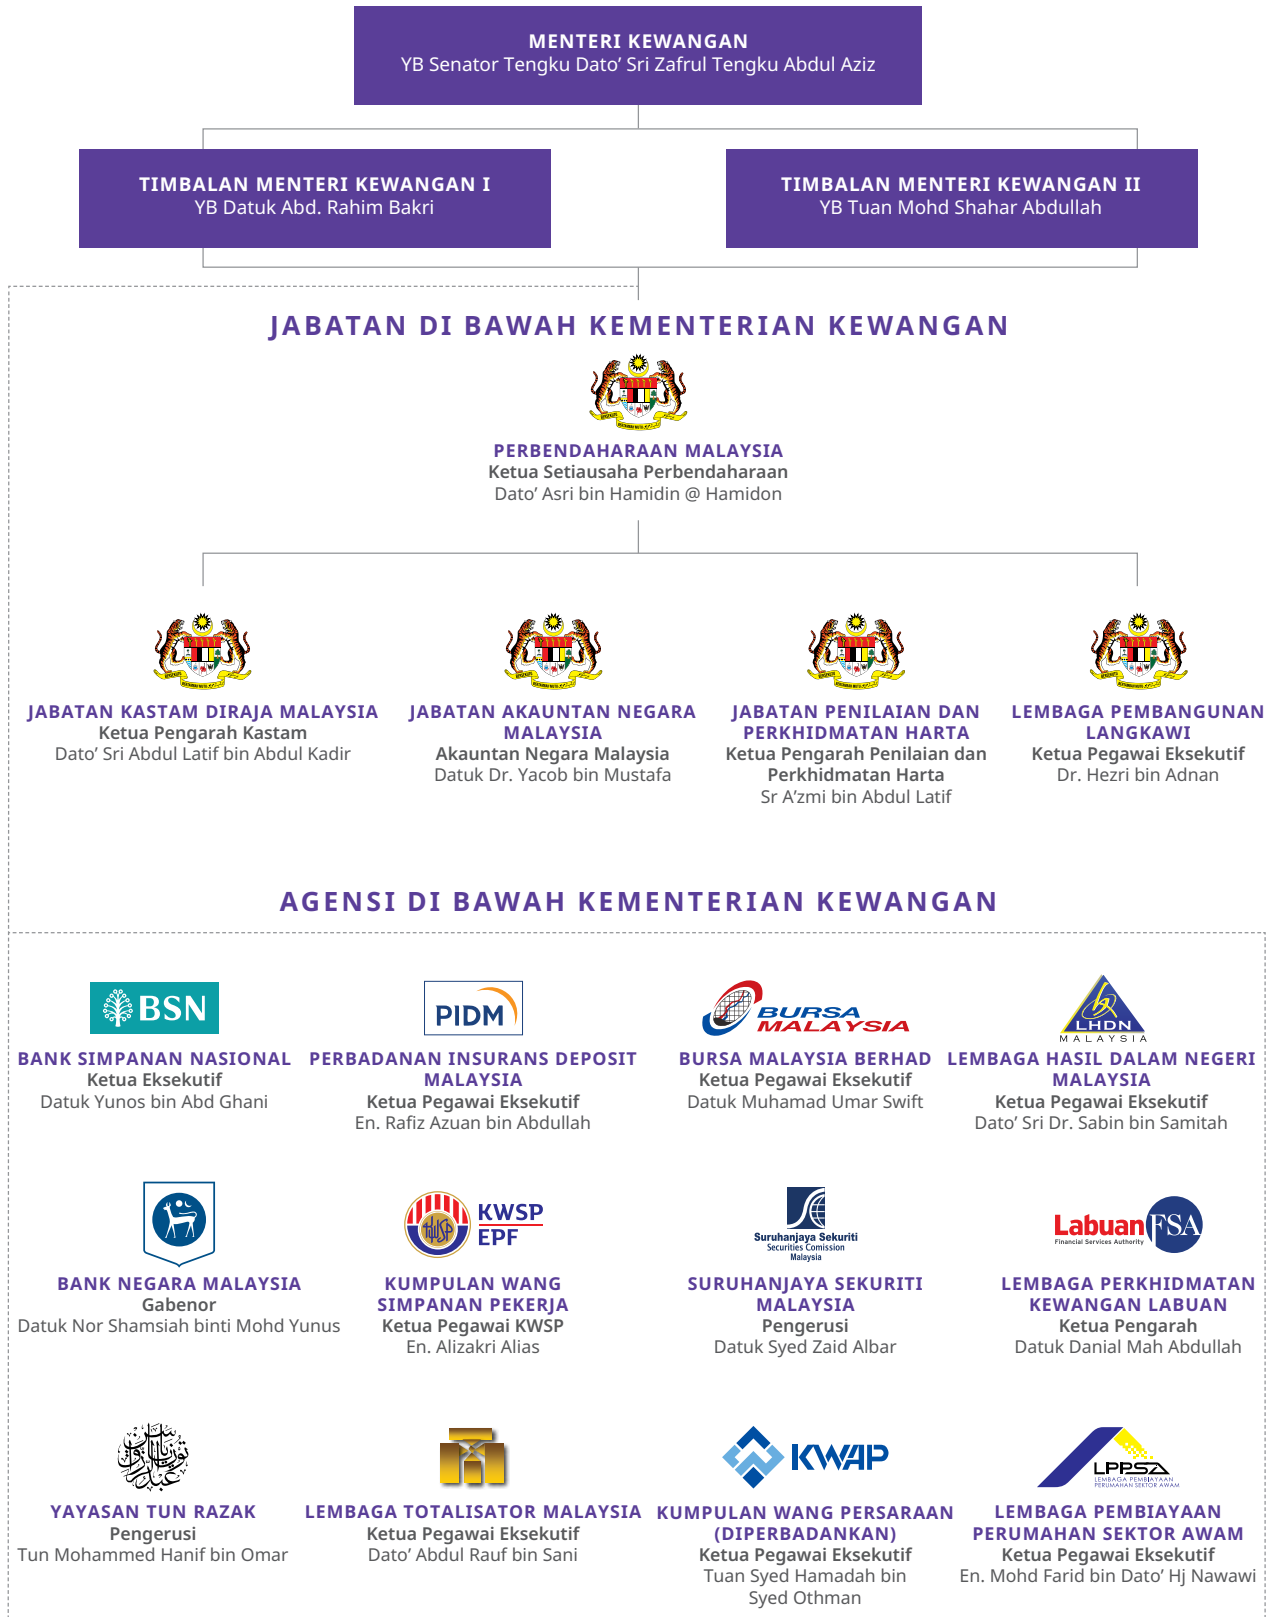 MENTERI KEWANGAN
YB Senator Tengku Dato’ Sri Zafrul Tengku Abdul Aziz
TIMBALAN MENTERI KEWANGAN I
YB Datuk Abd. Rahim Bakri
TIMBALAN MENTERI KEWANGAN II
YB Tuan Mohd Shahar Abdullah
JABATAN DI BAWAH KEMENTERIAN KEWANGAN
PERBENDAHARAAN MALAYSIA
Ketua Setiausaha Perbendaharaan
Dato’ Asri bin Hamidin @ Hamidon
JABATAN KASTAM DIRAJA MALAYSIA
Ketua Pengarah Kastam
Dato’ Sri Abdul Latif bin Abdul Kadir
JABATAN AKAUNTAN NEGARA
MALAYSIA
Akauntan Negara Malaysia
Datuk Dr. Yacob bin Mustafa
JABATAN PENILAIAN DAN
PERKHIDMATAN HARTA
Ketua Pengarah Penilaian dan
Perkhidmatan Harta
Sr A’zmi bin Abdul Latif
LEMBAGA PEMBANGUNAN
LANGKAWI
Ketua Pegawai Eksekutif
Dr. Hezri bin Adnan
AGENSI DI BAWAH KEMENTERIAN KEWANGAN
BSN
BANK SIMPANAN NASIONAL
Ketua Eksekutif
Datuk Yunos bin Abd Ghani
PIDM
PERBADANAN INSURANS DEPOSIT
MALAYSIA
Ketua Pegawai Eksekutif
En. Rafiz Azuan bin Abdullah
BURSA
MALAYSIA
BURSA MALAYSIA BERHAD
Ketua Pegawai Eksekutif
Datuk Muhamad Umar Swift
LHDN
MALAYSIA
LEMBAGA HASIL DALAM NEGERI
MALAYSIA
Ketua Pegawai Eksekutif
Dato’ Sri Dr. Sabin bin Samitah
BANK NEGARA MALAYSIA
Gabenor
Datuk Nor Shamsiah binti Mohd Yunus
KWSP
KWSP
EPF
KUMPULAN WANG
SIMPANAN PEKERJA
Ketua Pegawai KWSP
En. Alizakri Alias
Suruhanjaya Sekuriti
Securities Comission
Malaysia
SURUHANJAYA SEKURITI
MALAYSIA
Pengerusi
Datuk Syed Zaid Albar
Labuan FSA
Financial Services Authority
LEMBAGA PERKHIDMATAN
KEWANGAN LABUAN
Ketua Pengarah
Datuk Danial Mah Abdullah
YAYASAN TUN RAZAK
Pengerusi
Tun Mohammed Hanif bin Omar
LEMBAGA TOTALISATOR MALAYSIA
Ketua Pegawai Eksekutif
Dato’ Abdul Rauf bin Sani
KWAP
KUMPULAN WANG PERSARAAN
(DIPERBADANKAN)
Ketua Pegawai Eksekutif
Tuan Syed Hamadah bin
Syed Othman
LPPSA
LEMBAGA PEMBIAYAAN
PERUMAHAN SEKTOR AWAM
LEMBAGA PEMBIAYAAN
PERUMAHAN SEKTOR AWAM
Ketua Pegawai Eksekutif
En. Mohd Farid bin Dato’ Hj Nawawi